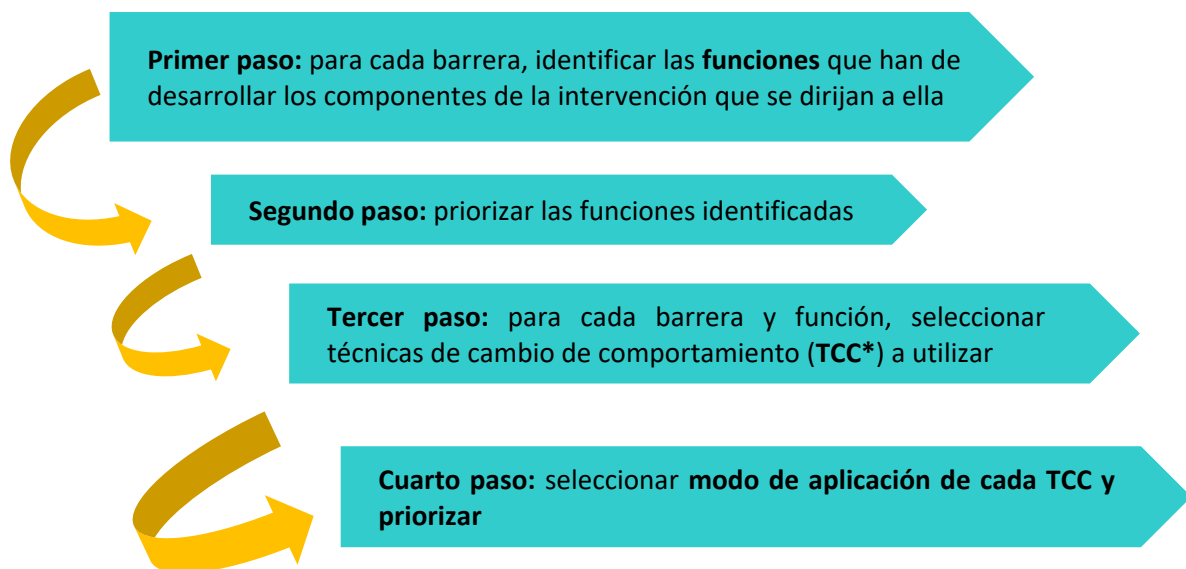 Primer paso: para cada barrera, identificar las funciones que han de
desarrollar los componentes de la intervención que se dirijan a ella
Segundo paso: priorizar las funciones identificadas
Tercer paso: para cada barrera y función, seleccionar
técnicas de cambio de comportamiento (TCC*) a utilizar
Cuarto paso: seleccionar modo de aplicación de cada TCC y
priorizar